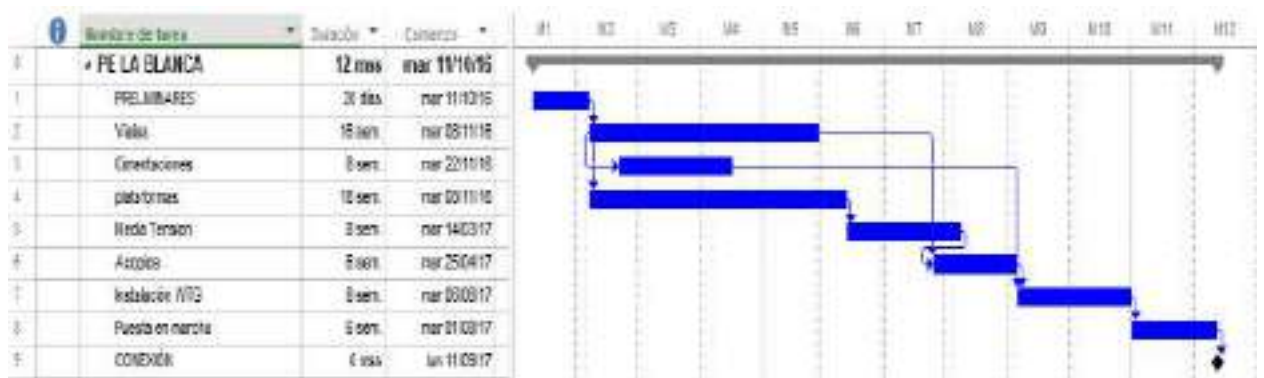 Nombre de tarea Duración Comienzo M1 M2 M3 M4 M5 M6 M7 M8 M9 M10 M11 M12
0 PE LA BLANCA 12 mss mar 11/10/16
1 PRELIMINARES 20 días mar 11/10/16
2 Viales 16 sem. mar 08/11/16
3 Cimentaciones 8 sem. mar 22/11/16
4 plataformas 18 sem. mar 08/11/16
5 Media Tension 8 sem. mar 14/03/17
6 Acopios 6 sem. mar 25/04/17
7 Instalación WTG 8 sem. mar 06/06/17
8 Puesta en marcha 6 sem. mar 01/08/17
9 CONEXIÓN lun 11/09/17